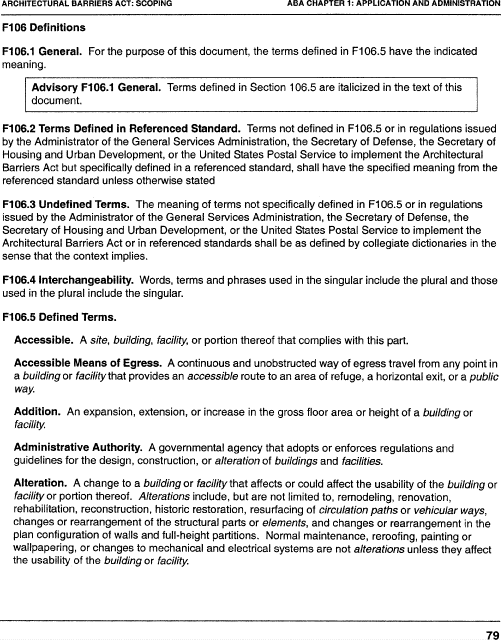 ARCHITECTURAL BARRIERS ACT: SCOPING ABA CHAPTER 1: APPLICATION AND ADMINISTRATION
F106 Definitions
F106.1 General. For the purpose of this document, the terms defined in F106.5 have the indicated
meaning.
Advisory F106.1 General. Terms defined in Section 106.5 are italicized in the text of this
document.
F106.2 Terms Defined in Referenced Standard. Terms not defined in F106.5 or in regulations issued
by the Administrator of the General Services Administration, the Secretary of Defense, the Secretary of
Housing and Urban Development, or the United States Postal Service to implement the Architectural
Barriers Act but specifically defined in a referenced standard, shall have the specified meaning from the
referenced standard unless otherwise stated
F106.3 Undefined Terms. The meaning of terms not specifically defined in F106.5 or in regulations
issued by the Administrator of the General Services Administration, the Secretary of Defense, the
Secretary of Housing and Urban Development, or the United States Postal Service to implement the
Architectural Barriers Act or in referenced standards shall be as defined by collegiate dictionaries in the
sense that the context implies.
F106.4 Interchangeability. Words, terms and phrases used in the singular include the plural and those
used in the plural include the singular.
F106.5 Defined Terms.
Accessible. A site, building, facility, or portion thereof that complies with this part.
Accessible Means of Egress. A continuous and unobstructed way of egress travel from any point in
a building or facility that provides an accessible route to an area of refuge, a horizontal exit, or a public
way.
Addition. An expansion, extension, or increase in the gross floor area or height of a building or
facility.
Administrative Authority. A governmental agency that adopts or enforces regulations and
guidelines for the design, construction, or alteration of buildings and facilities.
Alteration. A change to a building or facility that affects or could affect the usability of the building or
facility or portion thereof. Alterations include, but are not limited to, remodeling, renovation,
rehabilitation, reconstruction, historic restoration, resurfacing of circulation paths or vehicular ways,
changes or rearrangement of the structural parts or elements, and changes or rearrangement in the
plan configuration of walls and full-height partitions. Normal maintenance, reroofing, painting or
wallpapering, or changes to mechanical and electrical systems are not alterations unless they affect
the usability of the building or facility.
79